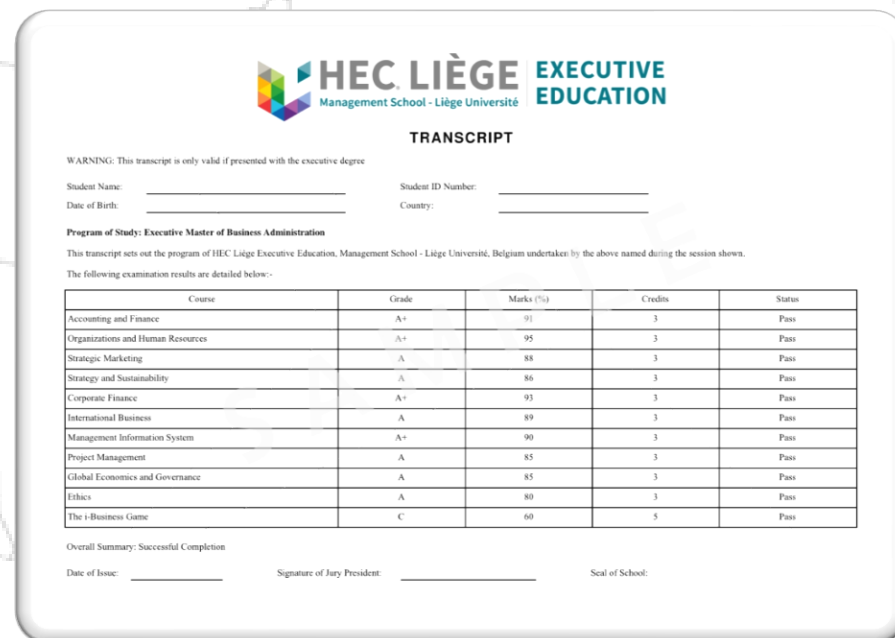 HEC LIÈGE EXECUTIVE EDUCATION
Management School - Liège Université
TRANSCRIPT
WARNING: This transcript is only valid if presented with the executive degree
Student Name: Student ID Number:
Date of Birth: Country:
Program of Study: Executive Master of Business Administration
This transcript sets out the program of HEC Liège Executive Education, Management School - Liège Université, Belgium undertaken by the above named during the session shown.
The following examination results are detailed below:-
Course Grade Marks (%) Credits Status
Accounting and Finance A+ 91 3 Pass
Organizations and Human Resources A+ 95 3 Pass
Strategic Marketing A 88 3 Pass
Strategy and Sustainability A 86 3 Pass
Corporate Finance A+ 93 3 Pass
International Business A 89 3 Pass
Management Information System A+ 90 3 Pass
Project Management A 85 3 Pass
Global Economics and Governance A 85 3 Pass
Ethics A 80 3 Pass
The i-Business Game C 60 5 Pass
Overall Summary: Successful Completion
Date of Issue: Signature of Jury President: Seal of School:
SAMPLE